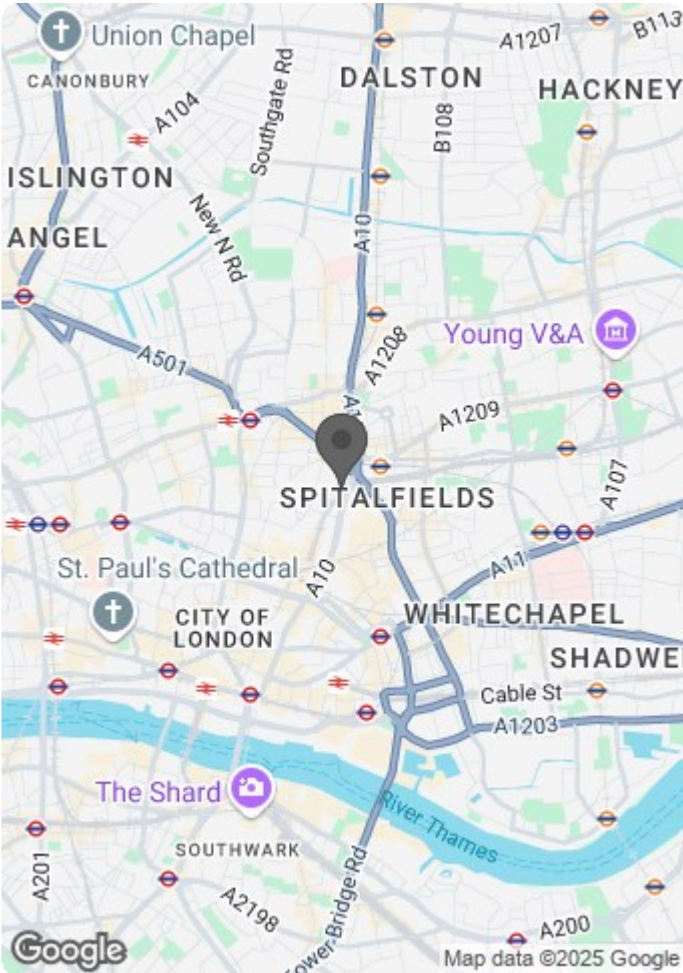 Union Chapel
CANONBURY
A104
Southgate Rd
DALSTON
A1207
B113
B108
HACKNEY
ISLINGTON
New N Rd
ANGEL
A10
A501
A1208
Young V&A
A1
A1209
SPITALFIELDS
A107
St. Paul's Cathedral
A10
A11
CITY OF
LONDON
WHITECHAPEL
SHADWE
Cable St
A1203
The Shard
River Thames
SOUTHWARK
A201
A2198
Tower Bridge Rd
A200
Google
Map data ©2025 Google